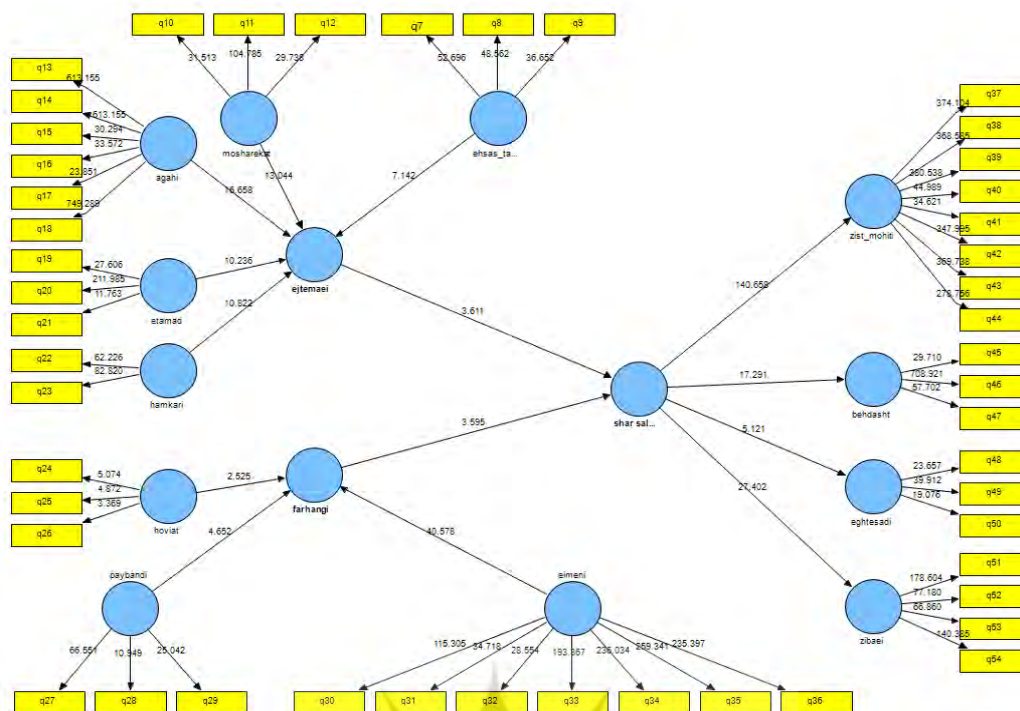 q10
q11
q12
q7
q8
q9
31.513
104.785
29.738
52.696
48.562
36.652
mosharekat
ehsas_ta...
q13
q14
q15
q16
q17
q18
613.155
613.155
30.294
33.572
23.851
749.289
agahi
16.658
13.044
7.142
q19
q20
q21
27.606
211.985
11.763
etamad
10.236
ejtemaei
q22
q23
62.226
82.820
hamkari
10.822
3.611
q24
q25
q26
5.074
4.872
3.369
hoviat
2.525
farhangi
3.595
shar sal...
paybandi
4.652
40.578
eimeni
66.551
10.949
25.042
q27
q28
q29
115.305
34.718
28.554
193.867
236.034
259.341
235.397
q30
q31
q32
q33
q34
q35
q36
140.658
17.291
5.121
27.402
zist_mohiti
374.104
368.565
380.538
44.989
34.621
347.995
369.738
278.756
q37
q38
q39
q40
q41
q42
q43
q44
behdasht
29.710
708.921
57.702
q45
q46
q47
eghtesadi
23.657
39.912
19.076
q48
q49
q50
zibaei
178.604
77.180
66.860
140.385
q51
q52
q53
q54